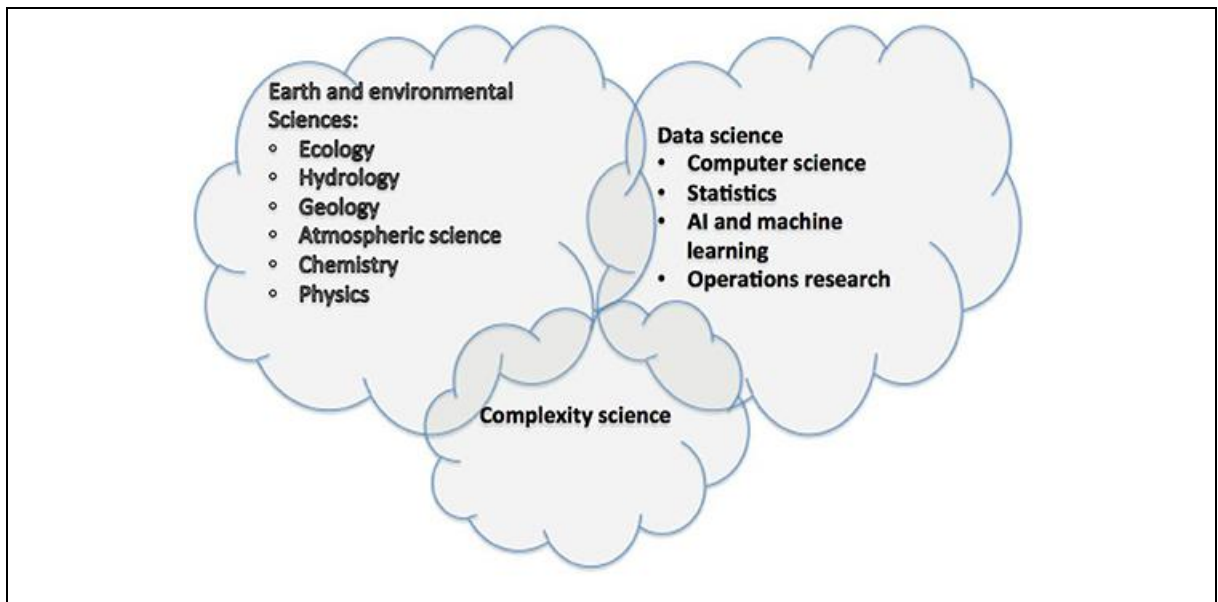 Earth and environmental
Sciences:
◦ Ecology
◦ Hydrology
◦ Geology
◦ Atmospheric science
◦ Chemistry
◦ Physics
Data science
• Computer science
• Statistics
• AI and machine
learning
• Operations research
Complexity science